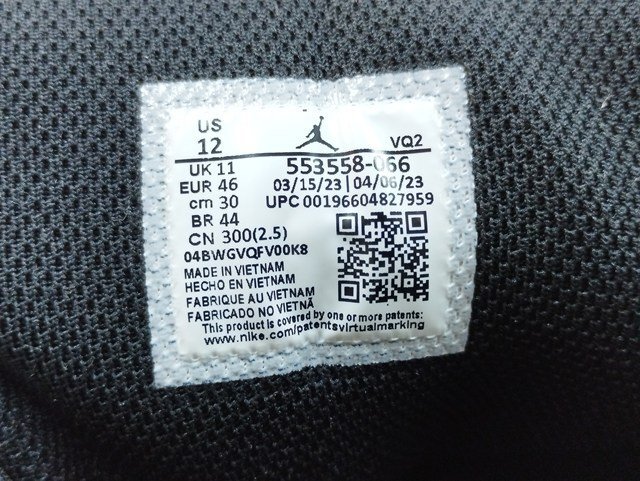 US
12
VQ2
UK 11
553558-066
EUR 46
03/15/23 | 04/06/23
cm 30
UPC 00196604827959
BR 44
CN 300(2.5)
04BWGVQFV00K8
MADE IN VIETNAM
HECHO EN VIETNAM
FABRIQUE AU VIETNAM
FABRICADO NO VIETNÃ
This product is covered by one or more patents:
www.nike.com/patentsvirtualmarking